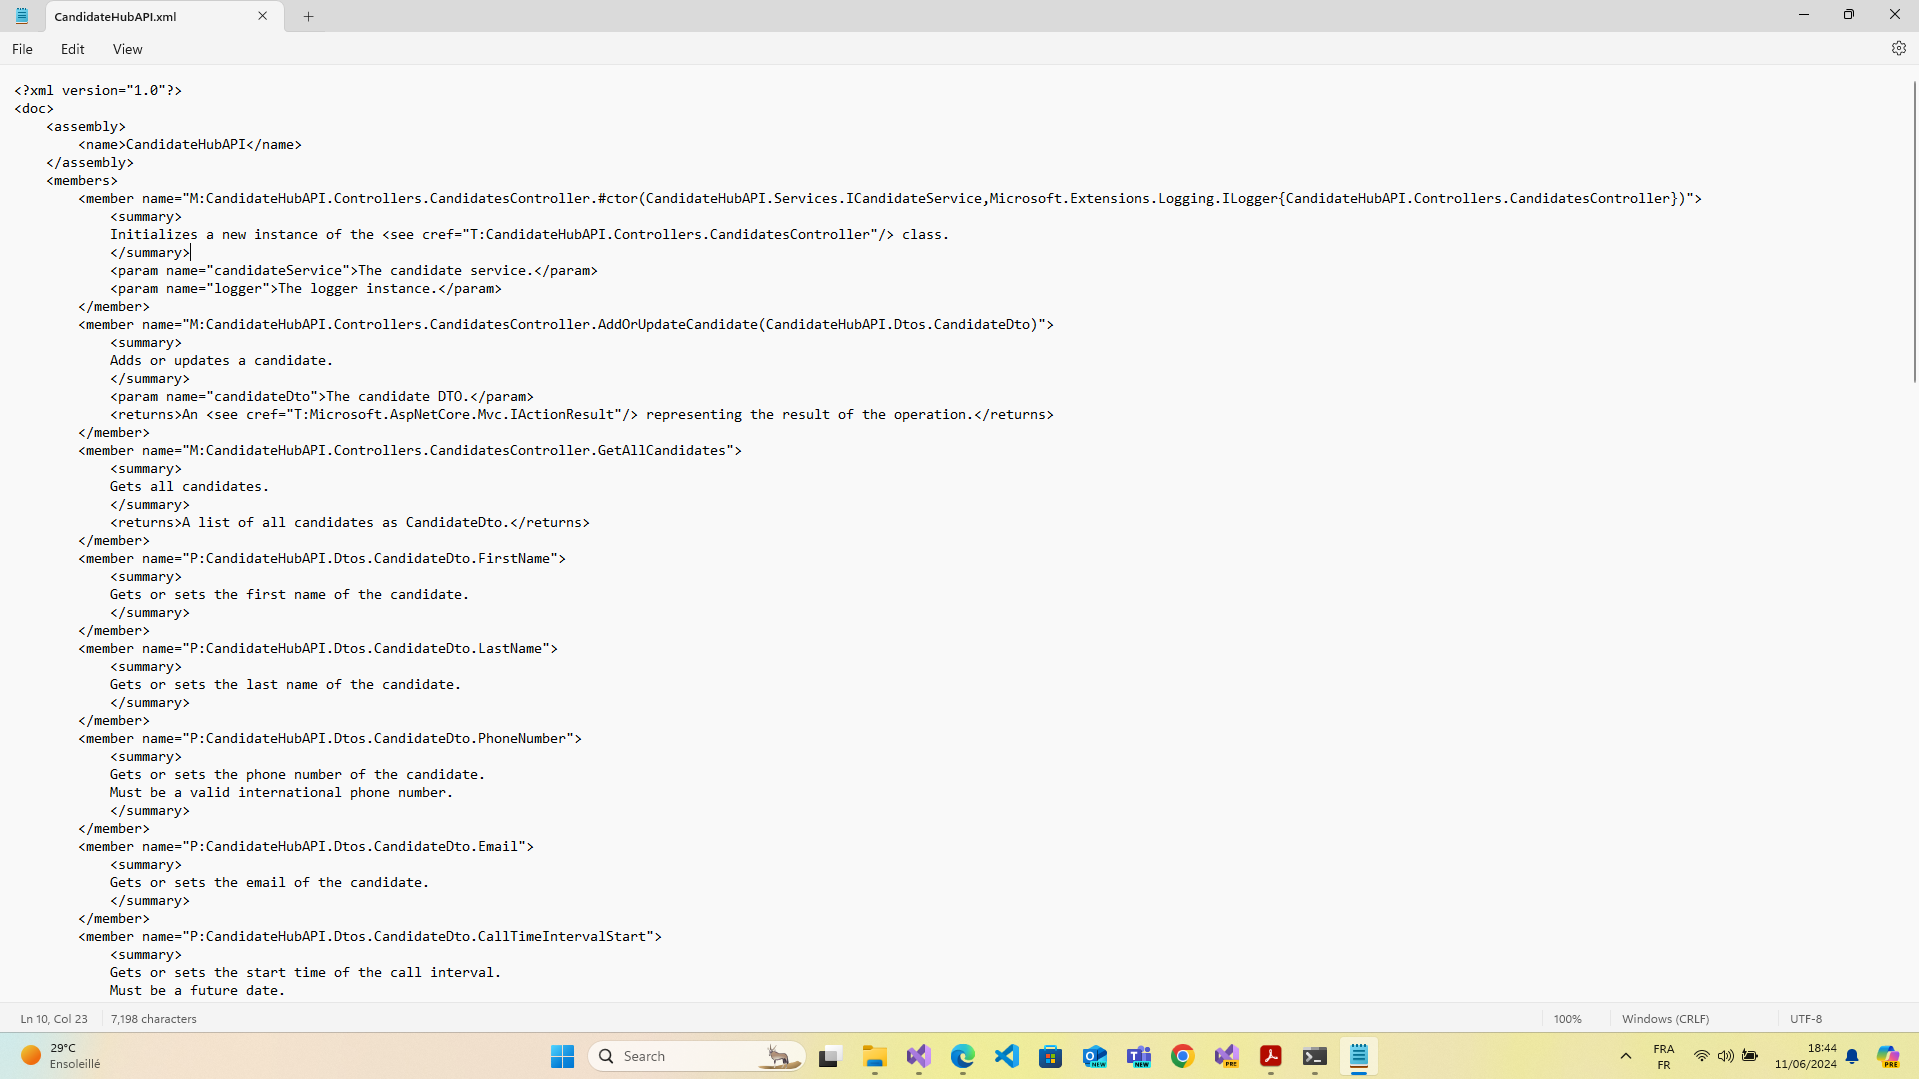 CandidateHubAPI.xml
File Edit View
<?xml version="1.0"?>
<doc>
    <assembly>
        <name>CandidateHubAPI</name>
    </assembly>
    <members>
        <member name="M:CandidateHubAPI.Controllers.CandidatesController.#ctor(CandidateHubAPI.Services.ICandidateService,Microsoft.Extensions.Logging.ILogger{CandidateHubAPI.Controllers.CandidatesController})">
            <summary>
            Initializes a new instance of the <see cref="T:CandidateHubAPI.Controllers.CandidatesController"/> class.
            </summary>
            <param name="candidateService">The candidate service.</param>
            <param name="logger">The logger instance.</param>
        </member>
        <member name="M:CandidateHubAPI.Controllers.CandidatesController.AddOrUpdateCandidate(CandidateHubAPI.Dtos.CandidateDto)">
            <summary>
            Adds or updates a candidate.
            </summary>
            <param name="candidateDto">The candidate DTO.</param>
            <returns>An <see cref="T:Microsoft.AspNetCore.Mvc.IActionResult"/> representing the result of the operation.</returns>
        </member>
        <member name="M:CandidateHubAPI.Controllers.CandidatesController.GetAllCandidates">
            <summary>
            Gets all candidates.
            </summary>
            <returns>A list of all candidates as CandidateDto.</returns>
        </member>
        <member name="P:CandidateHubAPI.Dtos.CandidateDto.FirstName">
            <summary>
            Gets or sets the first name of the candidate.
            </summary>
        </member>
        <member name="P:CandidateHubAPI.Dtos.CandidateDto.LastName">
            <summary>
            Gets or sets the last name of the candidate.
            </summary>
        </member>
        <member name="P:CandidateHubAPI.Dtos.CandidateDto.PhoneNumber">
            <summary>
            Gets or sets the phone number of the candidate.
            Must be a valid international phone number.
            </summary>
        </member>
        <member name="P:CandidateHubAPI.Dtos.CandidateDto.Email">
            <summary>
            Gets or sets the email of the candidate.
            </summary>
        </member>
        <member name="P:CandidateHubAPI.Dtos.CandidateDto.CallTimeIntervalStart">
            <summary>
            Gets or sets the start time of the call interval.
            Must be a future date.
Ln 10, Col 23 7,198 characters 100% Windows (CRLF) UTF-8
29°C
Ensoleillé
Search
NEW
NEW
PRE
FRA
FR
18:44
11/06/2024
PRE